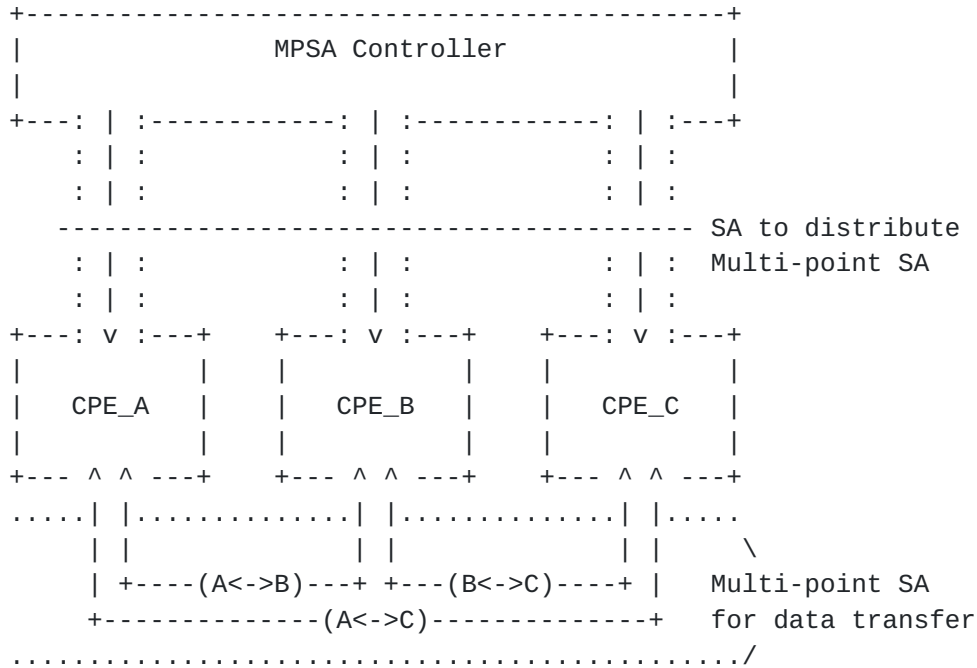 MPSA Controller
SA to distribute
Multi-point SA
CPE_A CPE_B CPE_C
(A<->B) (B<->C) Multi-point SA
(A<->C) for data transfer